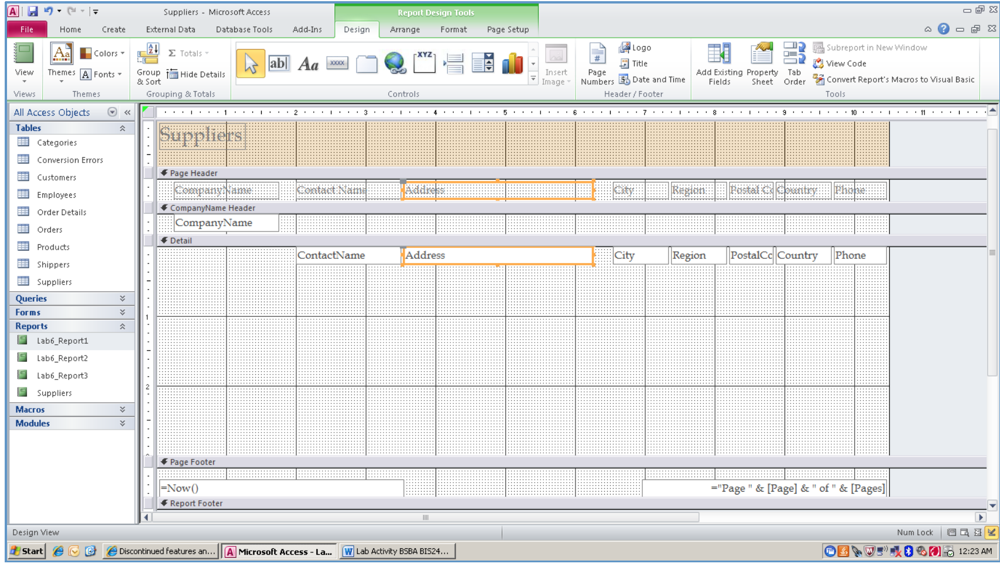 A
Suppliers - Microsoft Access
Report Design Tools
File Home Create External Data Database Tools Add-Ins Design Arrange Format Page Setup
View
Themes
Aa
Colors
A Fonts
Group & Sort
Σ Totals
Hide Details
ab|
Aa
XXXX
XYZ
Insert Image
Page Numbers
Logo
Title
Date and Time
Add Existing Fields
Property Sheet
Tab Order
Subreport in New Window
View Code
Convert Report's Macros to Visual Basic
Views Themes Grouping & Totals Controls Header / Footer Tools
All Access Objects
Tables
Categories
Conversion Errors
Customers
Employees
Order Details
Orders
Products
Shippers
Suppliers
Queries
Forms
Reports
Lab6_Report1
Lab6_Report2
Lab6_Report3
Suppliers
Macros
Modules
1 2 3 4 5 6 7 8 9 10 11
Suppliers
Page Header
CompanyName Contact Name Address City Region Postal Co Country Phone
CompanyName Header
CompanyName
Detail
ContactName Address City Region PostalCc Country Phone
1
2
Page Footer
=Now() ="Page " & [Page] & " of " & [Pages]
Report Footer
Design View Num Lock
Start Discontinued features an... Microsoft Access - La... Lab Activity BSBA BIS24... 12:23 AM